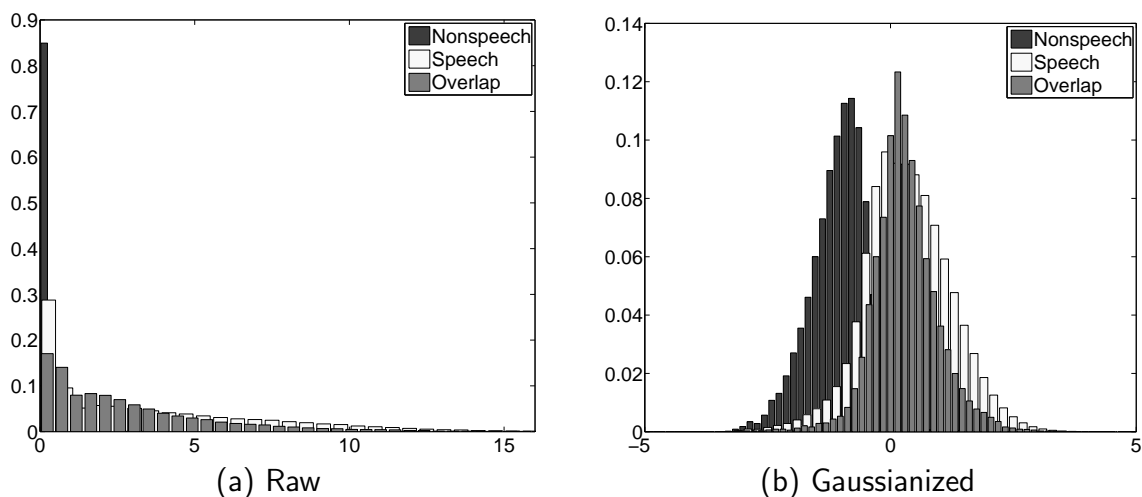 0.9
0.8
0.7
0.6
0.5
0.4
0.3
0.2
0.1
0
0 5 10 15
Nonspeech
Speech
Overlap
(a) Raw
0.14
0.12
0.1
0.08
0.06
0.04
0.02
0
−5 0 5
Nonspeech
Speech
Overlap
(b) Gaussianized